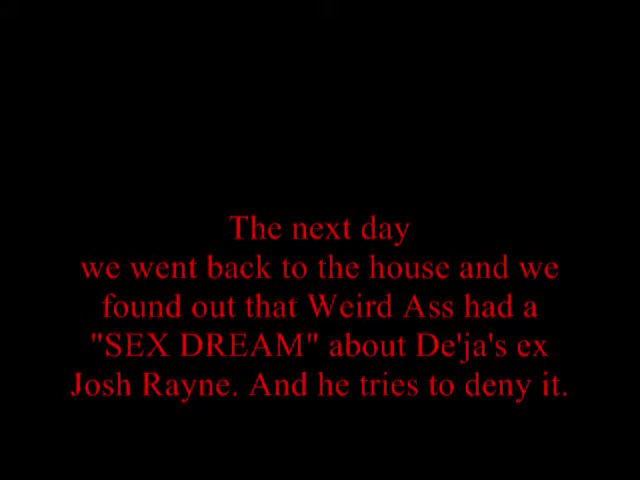 The next day
we went back to the house and we
found out that Weird Ass had a
"SEX DREAM" about De'ja's ex
Josh Rayne. And he tries to deny it.